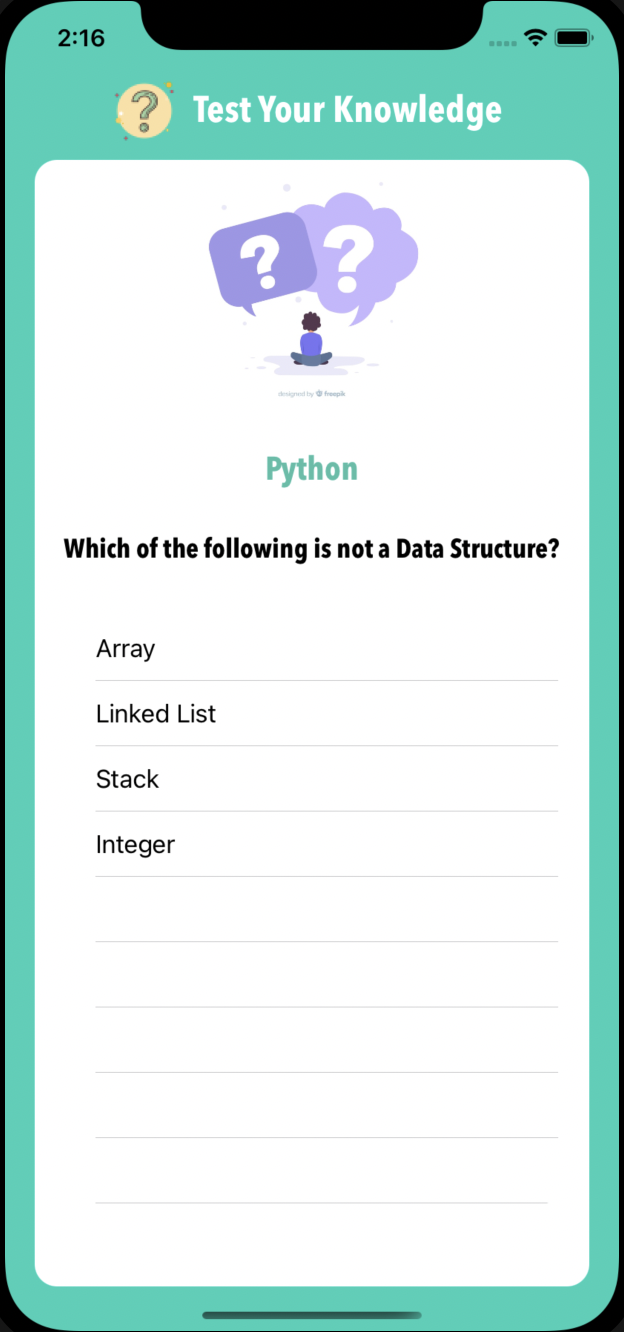 2:16
Test Your Knowledge
? ?
designed by freepik
Python
Which of the following is not a Data Structure?
Array
Linked List
Stack
Integer